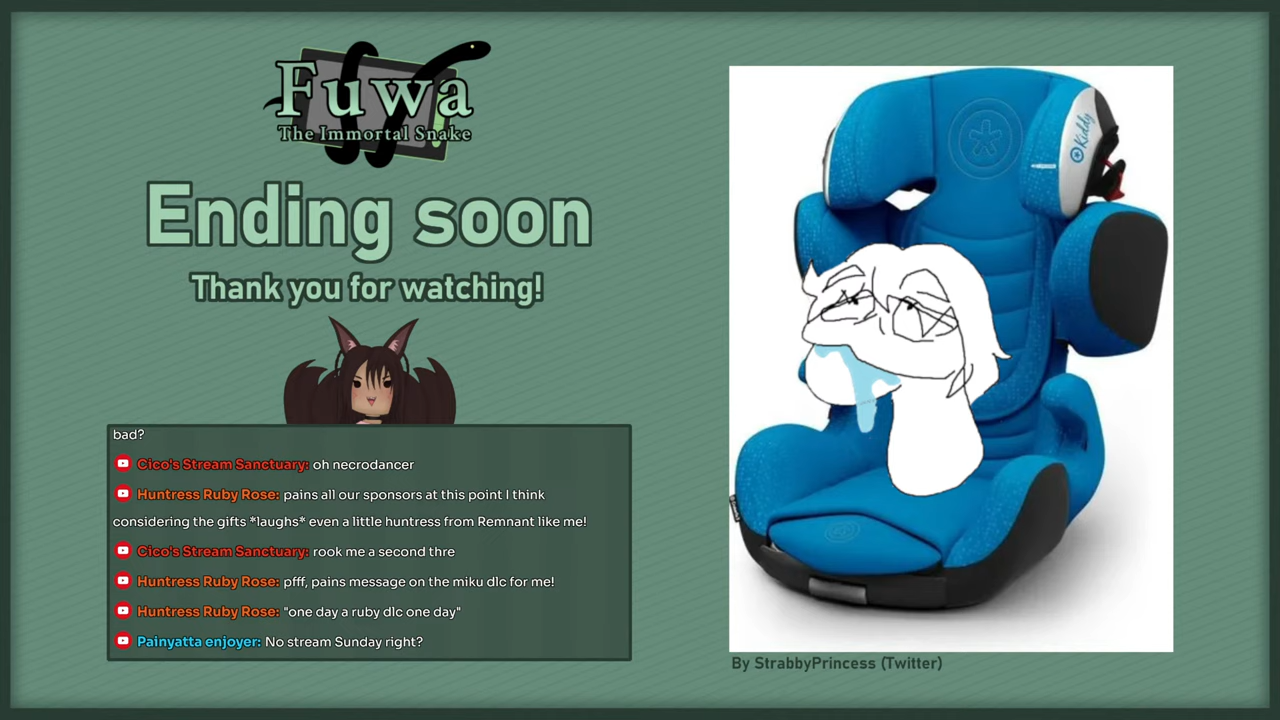 Fuwa
The Immortal Snake
Ending soon
Thank you for watching!
bad?
Cico's Stream Sanctuary: oh necrodancer
Huntress Ruby Rose: pains all our sponsors at this point I think
considering the gifts *laughs* even a little huntress from Remnant like me!
Cico's Stream Sanctuary: rook me a second thre
Huntress Ruby Rose: pfff, pains message on the miku dlc for me!
Huntress Ruby Rose: "one day a ruby dlc one day"
Painyatta enjoyer: No stream Sunday right?
Kiddy
By StrabbyPrincess (Twitter)